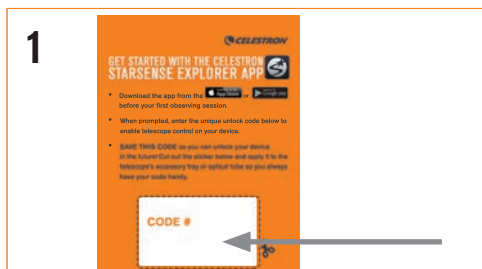 1
CELESTRON
GET STARTED WITH THE CELESTRON
STARSENSE EXPLORER APP
• Download the app from the App Store or Google play
before your first observing session.
• When prompted, enter the unique unlock code below to
enable telescope control on your device.
• SAVE THIS CODE so you can unlock your device
in the future! Cut out the sticker below and apply it to the
telescope's accessory tray or optical tube so you always
have your code handy.
CODE #